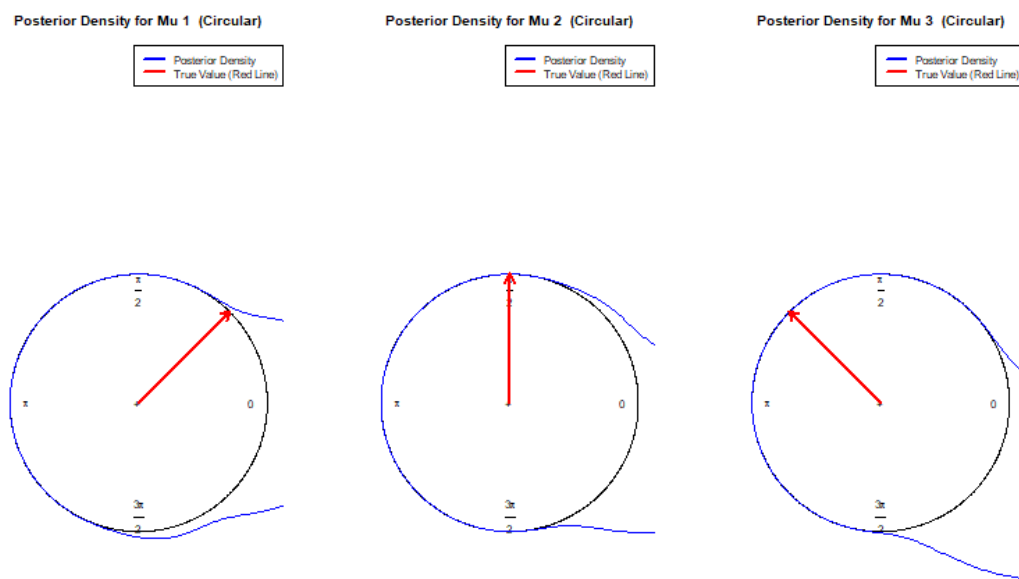 Posterior Density for Mu 1 (Circular)
Posterior Density
True Value (Red Line)
π
2
π
0
3π
2
Posterior Density for Mu 2 (Circular)
Posterior Density
True Value (Red Line)
2
π
0
3π
2
Posterior Density for Mu 3 (Circular)
Posterior Density
True Value (Red Line)
π
2
π
0
3π
2